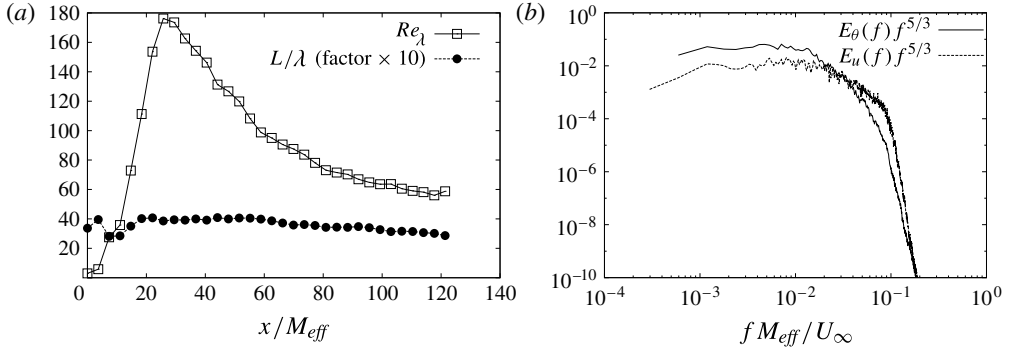 (a)
180
160
140
120
100
80
60
40
20
0 20 40 60 80 100 120 140
x/M_eff
Re_λ
L/λ (factor × 10)
(b)
10^0
10^−2
10^−4
10^−6
10^−8
10^−10
10^−4 10^−3 10^−2 10^−1 10^0
f M_eff/U_∞
E_θ(f) f^5/3
E_u(f) f^5/3